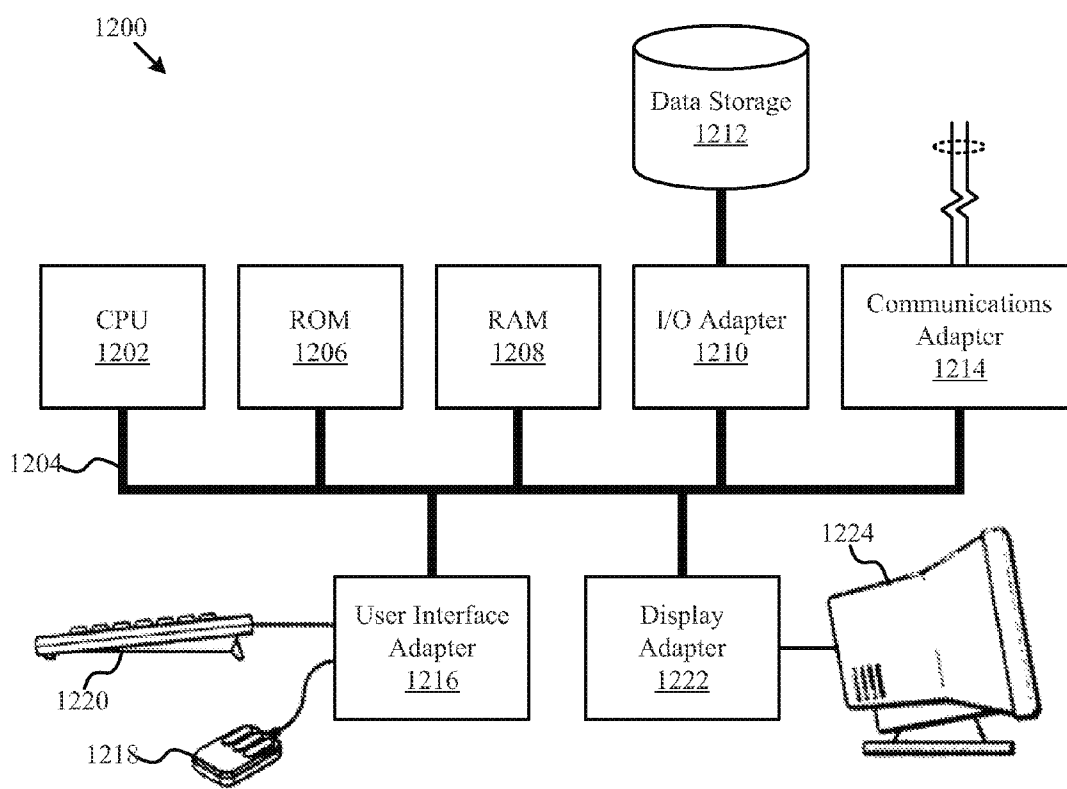 1200
Data Storage
1212
CPU
1202
ROM
1206
RAM
1208
I/O Adapter
1210
Communications
Adapter
1214
1204
1224
User Interface
Adapter
1216
Display
Adapter
1222
1220
1218